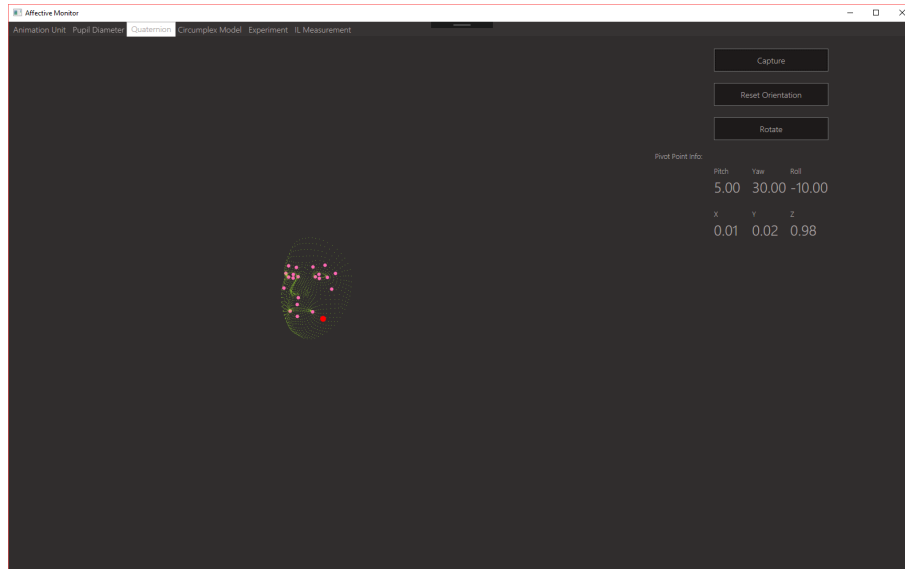 Affective Monitor
Animation Unit Pupil Diameter Quaternion Circumplex Model Experiment IL Measurement
Capture
Reset Orientation
Rotate
Pivot Point Info:
Pitch Yaw Roll
5.00 30.00 -10.00
X Y Z
0.01 0.02 0.98